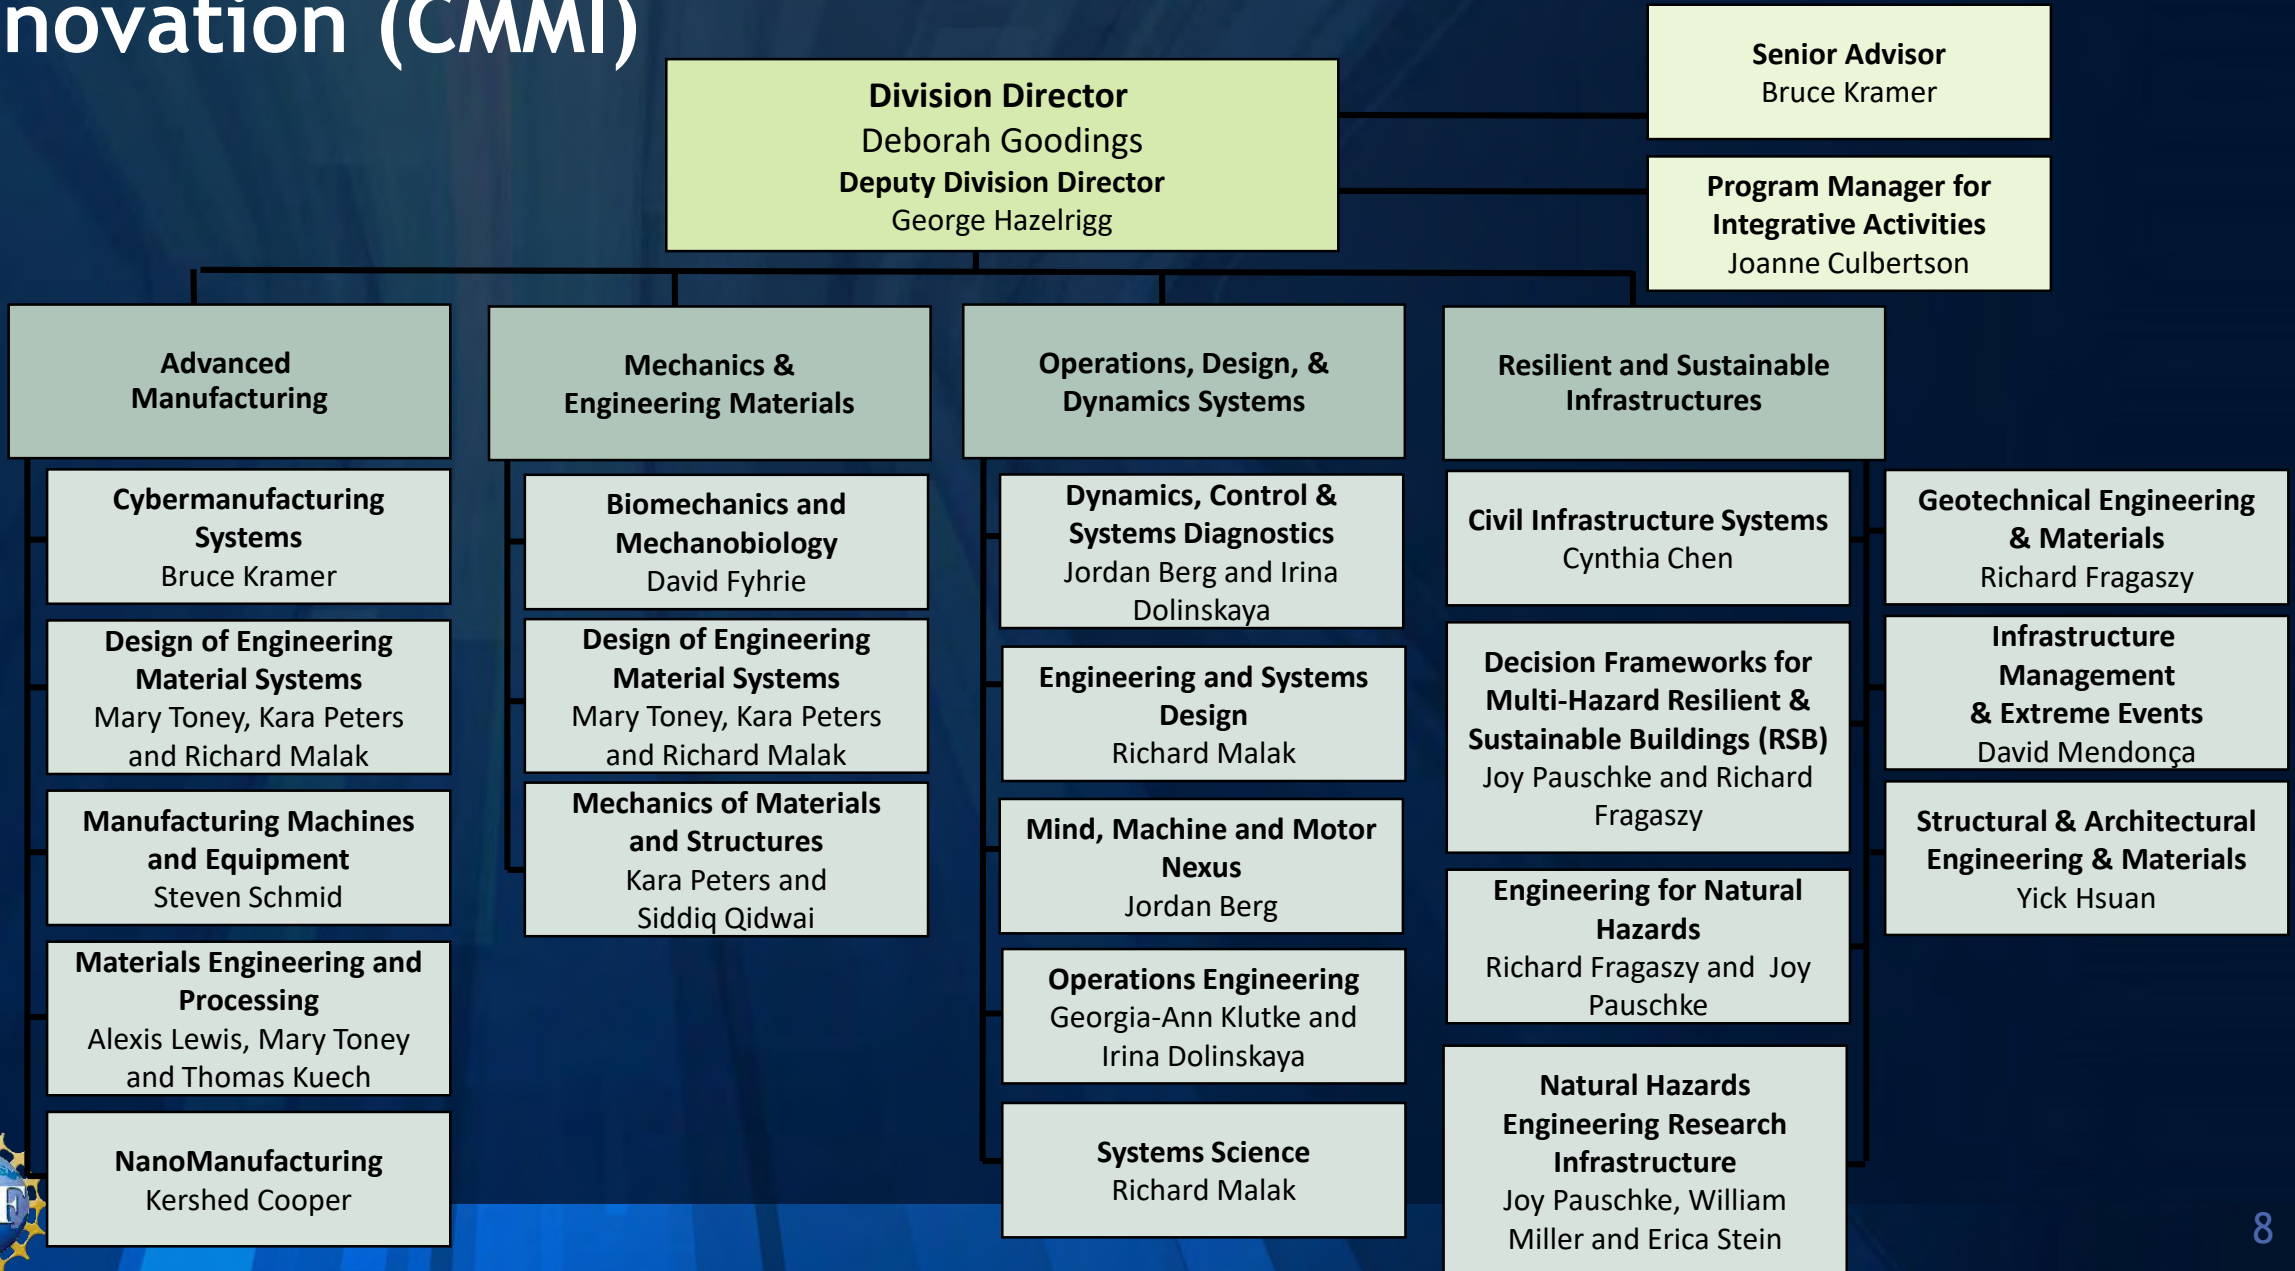 novation (CMMI)
Division Director
Deborah Goodings
Deputy Division Director
George Hazelrigg
Senior Advisor
Bruce Kramer
Program Manager for
Integrative Activities
Joanne Culbertson
Advanced
Manufacturing
Cybermanufacturing
Systems
Bruce Kramer
Design of Engineering
Material Systems
Mary Toney, Kara Peters
and Richard Malak
Manufacturing Machines
and Equipment
Steven Schmid
Materials Engineering and
Processing
Alexis Lewis, Mary Toney
and Thomas Kuech
NanoManufacturing
Kershed Cooper
Mechanics &
Engineering Materials
Biomechanics and
Mechanobiology
David Fyhrie
Design of Engineering
Material Systems
Mary Toney, Kara Peters
and Richard Malak
Mechanics of Materials
and Structures
Kara Peters and
Siddiq Qidwai
Operations, Design, &
Dynamics Systems
Dynamics, Control &
Systems Diagnostics
Jordan Berg and Irina
Dolinskaya
Engineering and Systems
Design
Richard Malak
Mind, Machine and Motor
Nexus
Jordan Berg
Operations Engineering
Georgia-Ann Klutke and
Irina Dolinskaya
Systems Science
Richard Malak
Resilient and Sustainable
Infrastructures
Civil Infrastructure Systems
Cynthia Chen
Decision Frameworks for
Multi-Hazard Resilient &
Sustainable Buildings (RSB)
Joy Pauschke and Richard
Fragaszy
Engineering for Natural
Hazards
Richard Fragaszy and  Joy
Pauschke
Natural Hazards
Engineering Research
Infrastructure
Joy Pauschke, William
Miller and Erica Stein
Geotechnical Engineering
& Materials
Richard Fragaszy
Infrastructure
Management
& Extreme Events
David Mendonça
Structural & Architectural
Engineering & Materials
Yick Hsuan
F
8